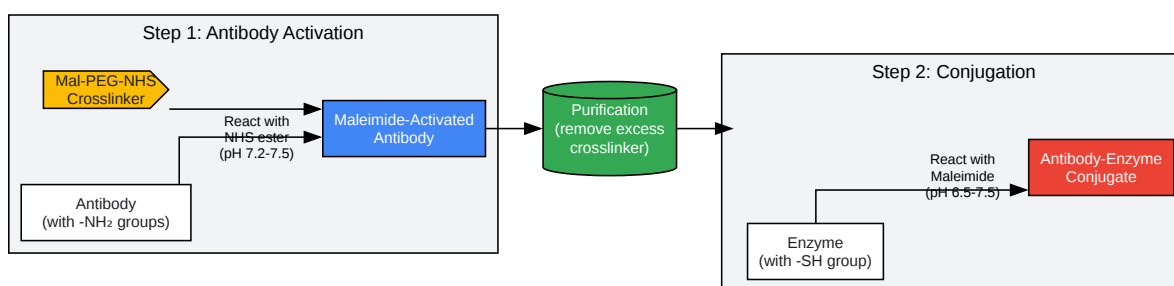 Step 1: Antibody Activation
Mal-PEG-NHS
Crosslinker
React with
NHS ester
(pH 7.2-7.5)
Maleimide-Activated
Antibody
Antibody
(with -NH₂ groups)
Purification
(remove excess
crosslinker)
Step 2: Conjugation
React with
Maleimide
(pH 6.5-7.5)
Antibody-Enzyme
Conjugate
Enzyme
(with -SH group)